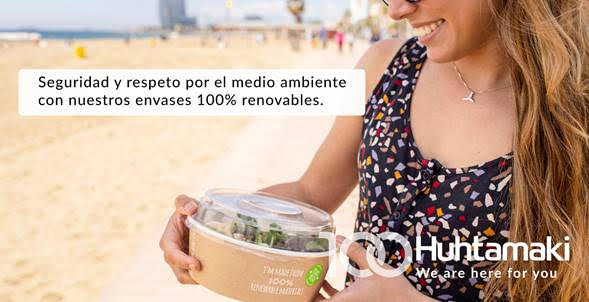 Seguridad y respeto por el medio ambiente
con nuestros envases 100% renovables.
I'M MADE FROM
100%
RENEWABLE MATERIALS
100 Huhtamaki
We are here for you